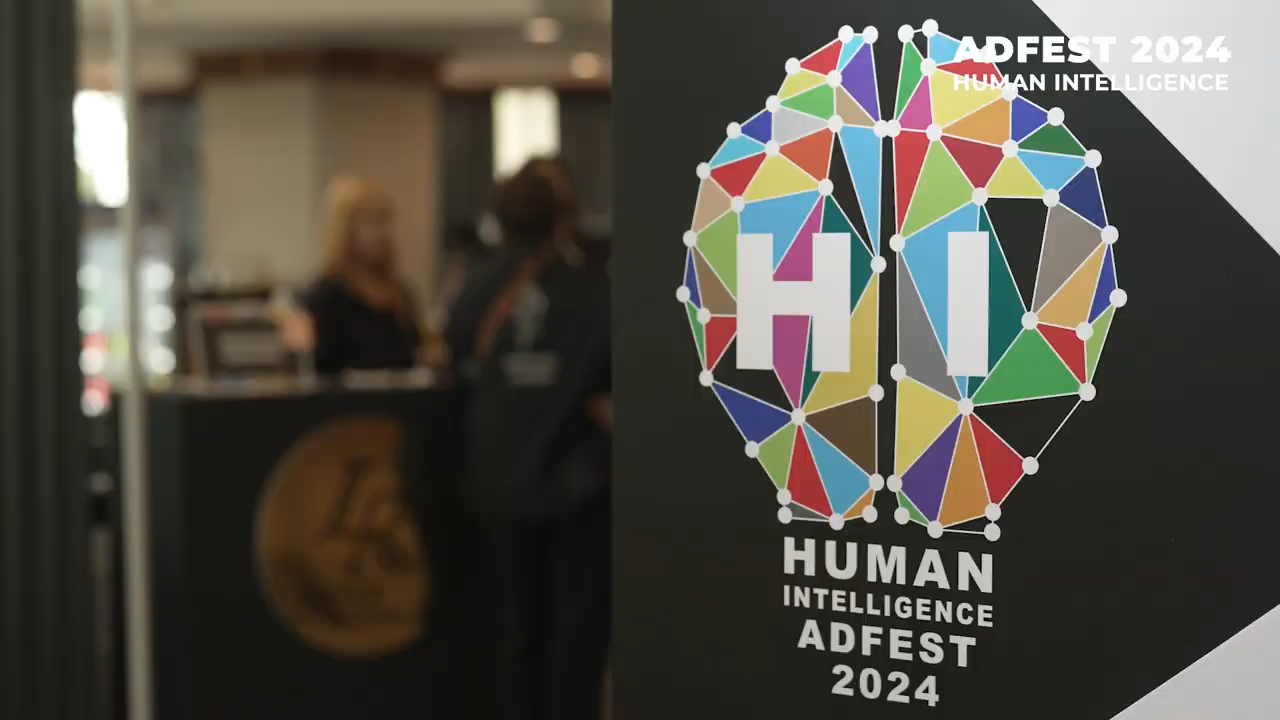 ADFEST 2024
HUMAN INTELLIGENCE
HI
HUMAN
INTELLIGENCE
ADFEST
2024